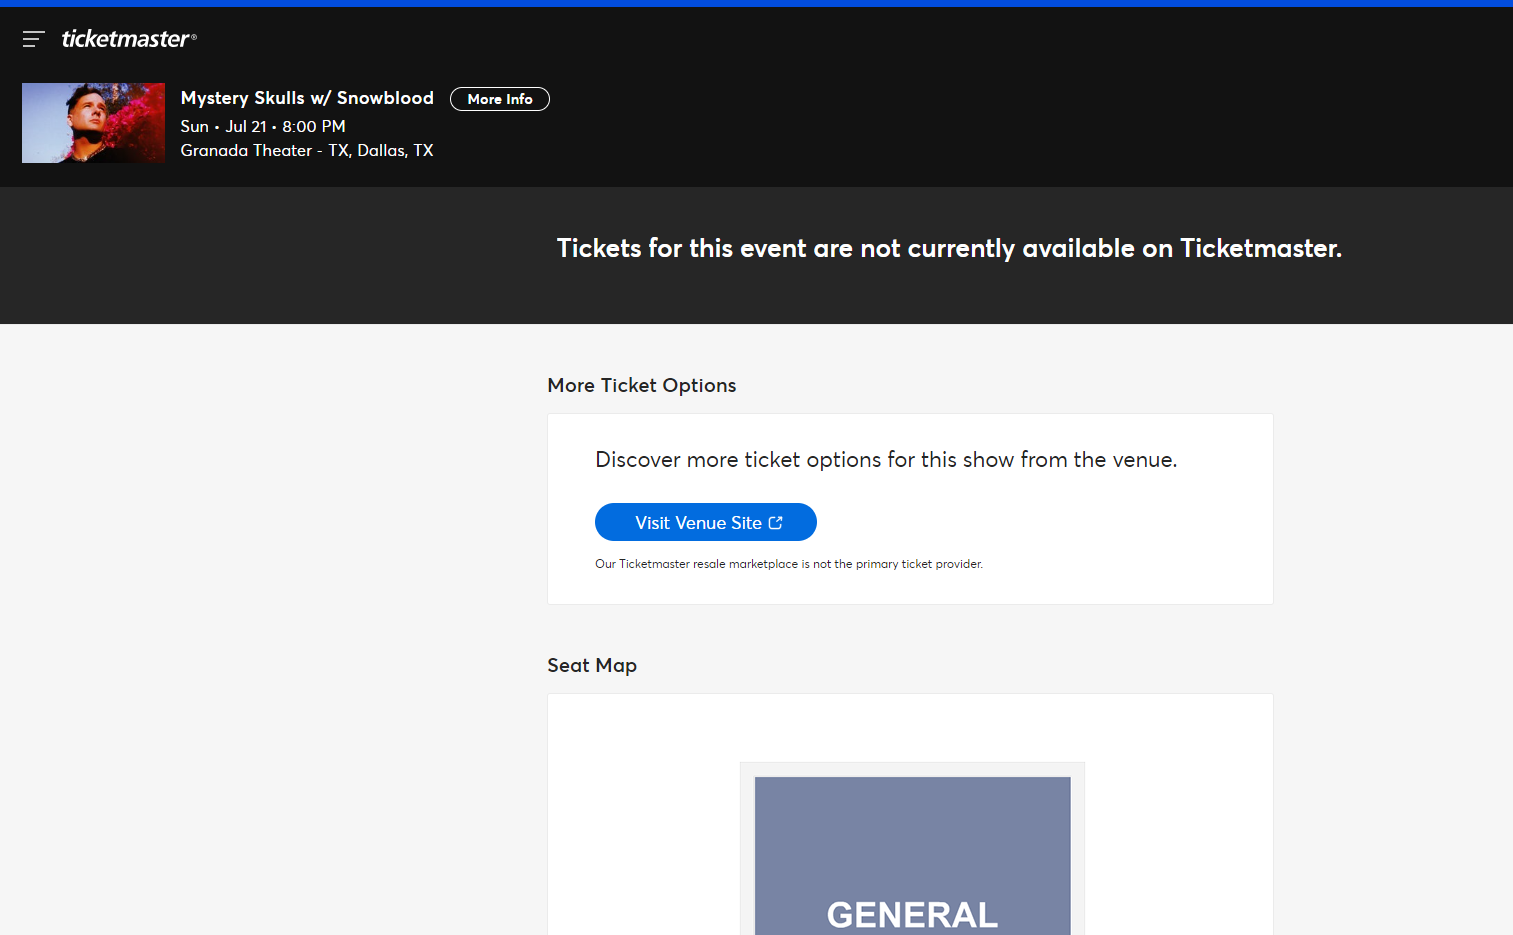 ticketmaster®
Mystery Skulls w/ Snowblood
More Info
Sun • Jul 21 • 8:00 PM
Granada Theater - TX, Dallas, TX
Tickets for this event are not currently available on Ticketmaster.
More Ticket Options
Discover more ticket options for this show from the venue.
Visit Venue Site
Our Ticketmaster resale marketplace is not the primary ticket provider.
Seat Map
GENERAL